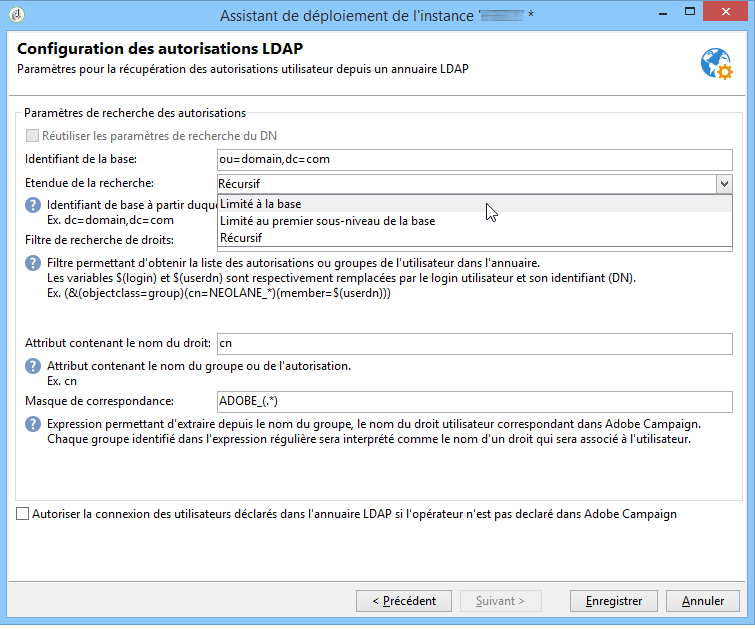 Assistant de déploiement de l'instance ' *
Configuration des autorisations LDAP
Paramètres pour la récupération des autorisations utilisateur depuis un annuaire LDAP
Paramètres de recherche des autorisations
Réutiliser les paramètres de recherche du DN
Identifiant de la base: ou=domain,dc=com
Etendue de la recherche: Récursif
Limité à la base
Limité au premier sous-niveau de la base
Récursif
Identifiant de base à partir duque
Ex. dc=domain,dc=com
Filtre de recherche de droits:
Filtre permettant d'obtenir la liste des autorisations ou groupes de l'utilisateur dans l'annuaire.
Les variables $(login) et $(userdn) sont respectivement remplacées par le login utilisateur et son identifiant (DN).
Ex. (&(objectclass=group)(cn=NEOLANE_*)(member=$(userdn)))
Attribut contenant le nom du droit: cn
Attribut contenant le nom du groupe ou de l'autorisation.
Ex. cn
Masque de correspondance: ADOBE_(.*)
Expression permettant d'extraire depuis le nom du groupe, le nom du droit utilisateur correspondant dans Adobe Campaign.
Chaque groupe identifié dans l'expression régulière sera interprété comme le nom d'un droit qui sera associé à l'utilisateur.
Autoriser la connexion des utilisateurs déclarés dans l'annuaire LDAP si l'opérateur n'est pas declaré dans Adobe Campaign
< Précédent
Suivant >
Enregistrer
Annuler